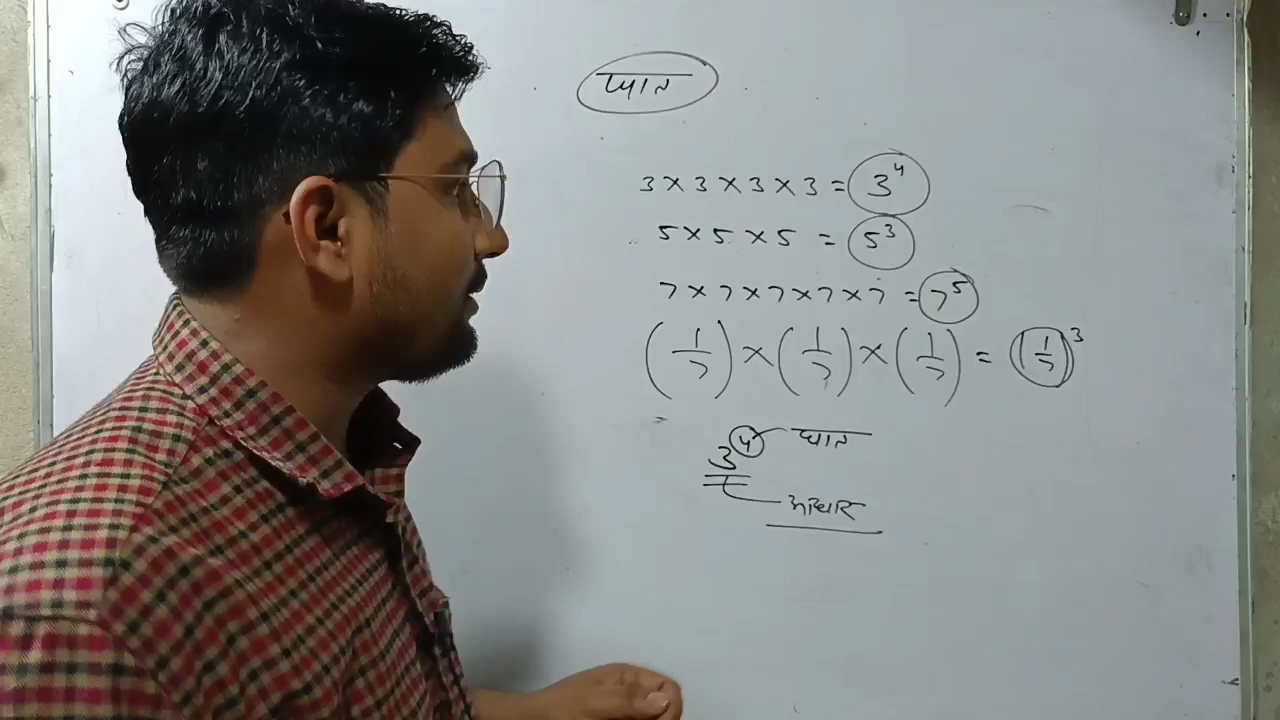 घात
3 × 3 × 3 × 3 = 3⁴
5 × 5 × 5 = 5³
7 × 7 × 7 × 7 × 7 = 7⁵
(1/7) × (1/7) × (1/7) = (1/7)³
3⁴ घात
आधार